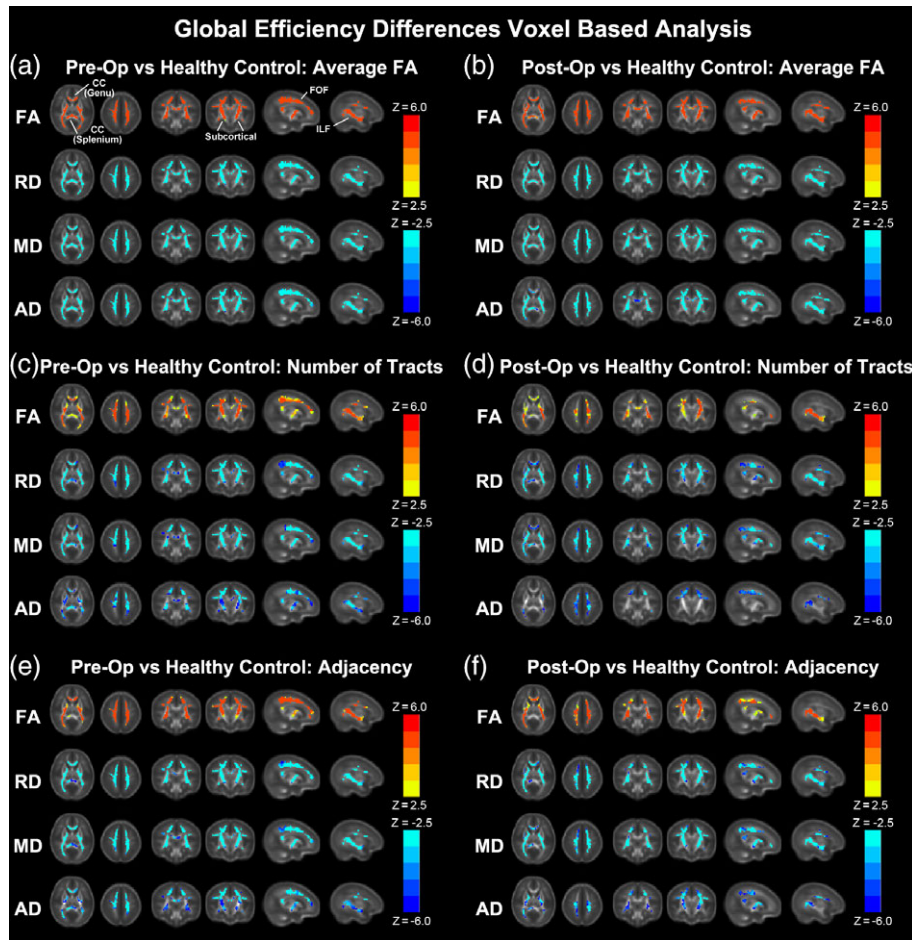 Global Efficiency Differences Voxel Based Analysis
(a) Pre-Op vs Healthy Control: Average FA
FA
CC
(Genu)
CC
(Splenium)
Subcortical
FOF
ILF
RD
MD
AD
Z = 6.0
Z = 2.5
Z = -2.5
Z = -6.0
(b) Post-Op vs Healthy Control: Average FA
FA
RD
MD
AD
Z = 6.0
Z = 2.5
Z = -2.5
Z = -6.0
(c) Pre-Op vs Healthy Control: Number of Tracts
FA
RD
MD
AD
Z = 6.0
Z = 2.5
Z = -2.5
Z = -6.0
(d) Post-Op vs Healthy Control: Number of Tracts
FA
RD
MD
AD
Z = 6.0
Z = 2.5
Z = -2.5
Z = -6.0
(e) Pre-Op vs Healthy Control: Adjacency
FA
RD
MD
AD
Z = 6.0
Z = 2.5
Z = -2.5
Z = -6.0
(f) Post-Op vs Healthy Control: Adjacency
FA
RD
MD
AD
Z = 6.0
Z = 2.5
Z = -2.5
Z = -6.0